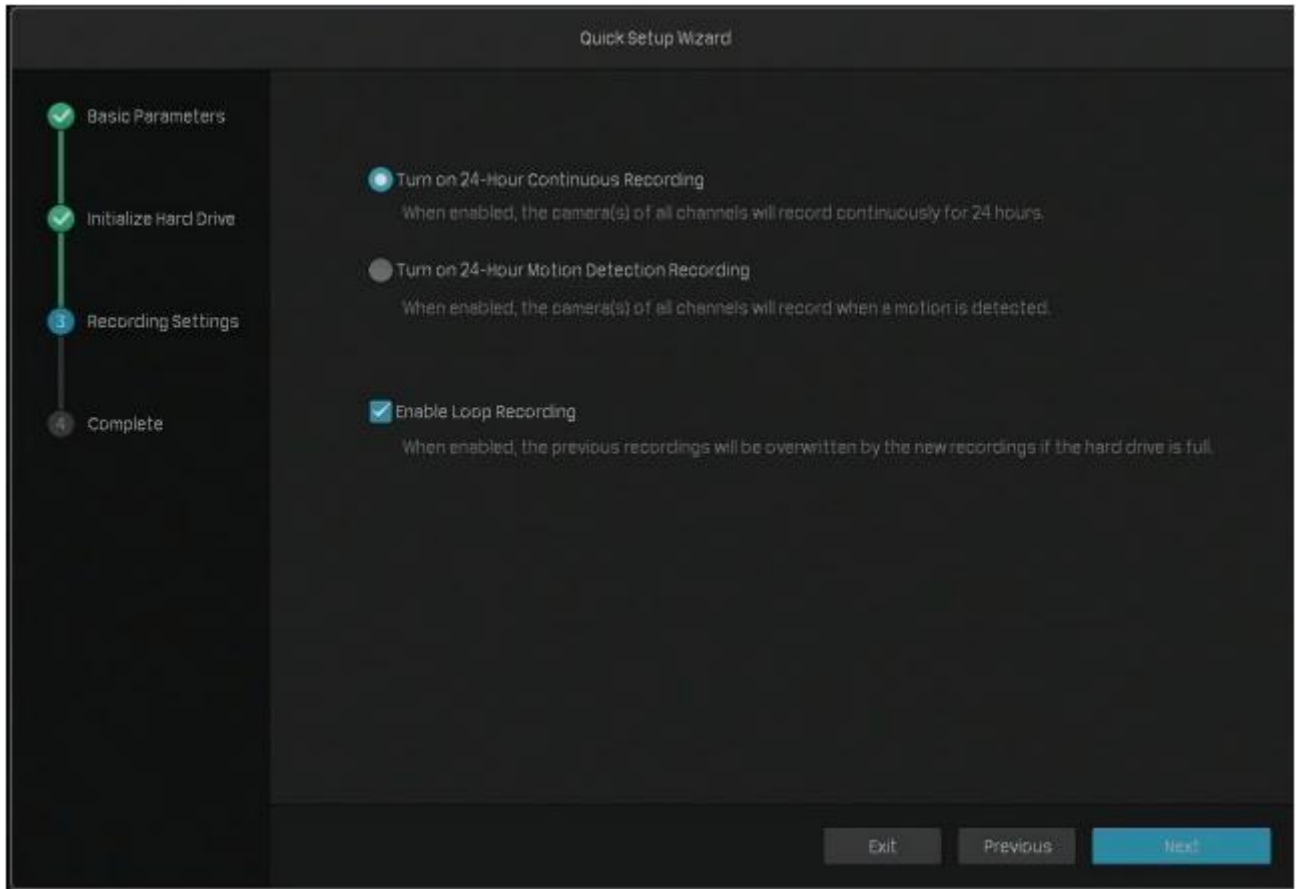 Quick Setup Wizard
Basic Parameters
Initialize Hard Drive
3 Recording Settings
4 Complete
Turn on 24-Hour Continuous Recording
When enabled, the camera(s) of all channels will record continuously for 24 hours.
Turn on 24-Hour Motion Detection Recording
When enabled, the camera(s) of all channels will record when a motion is detected.
Enable Loop Recording
When enabled, the previous recordings will be overwritten by the new recordings if the hard drive is full.
Exit
Previous
Next